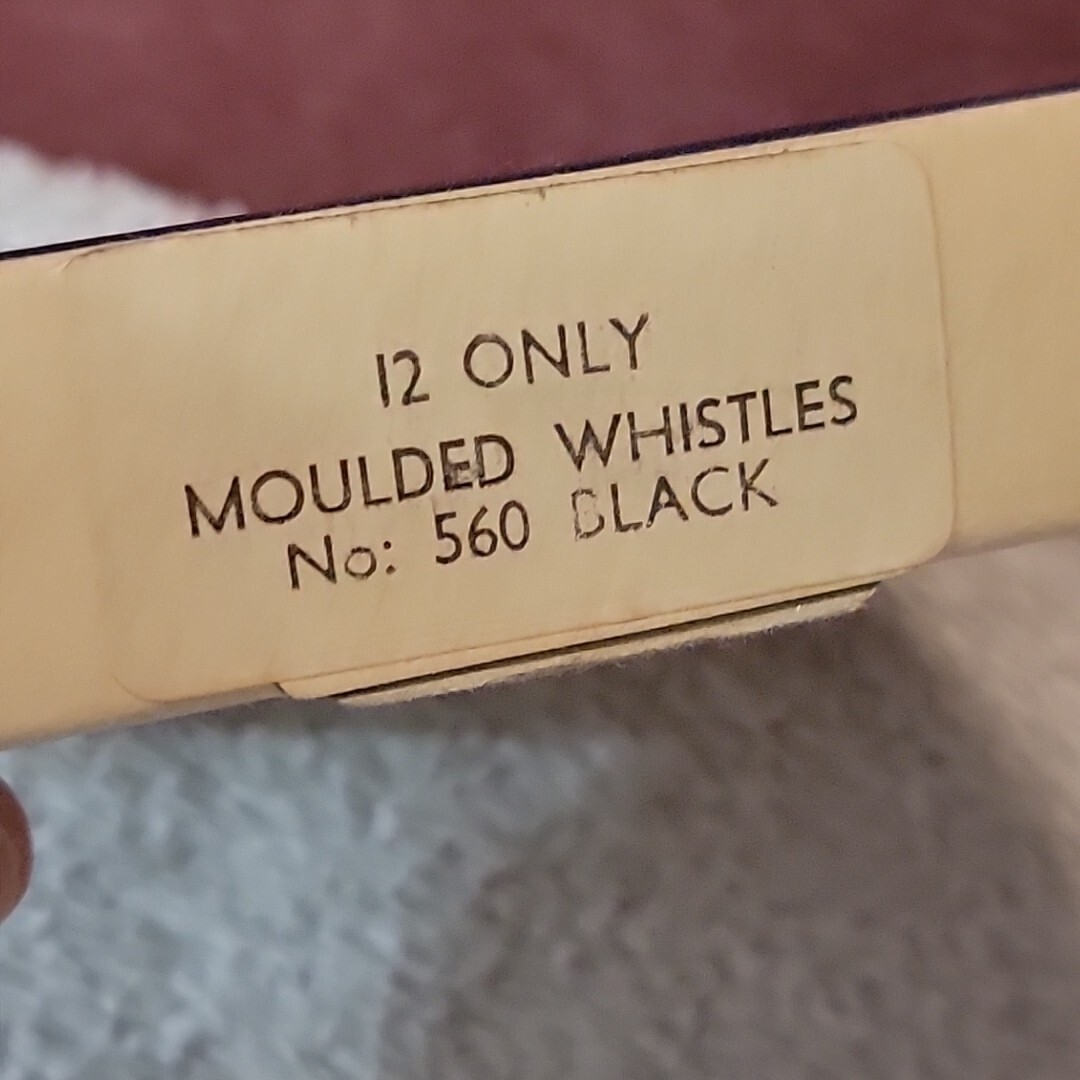 12 ONLY
MOULDED WHISTLES
No: 560 BLACK